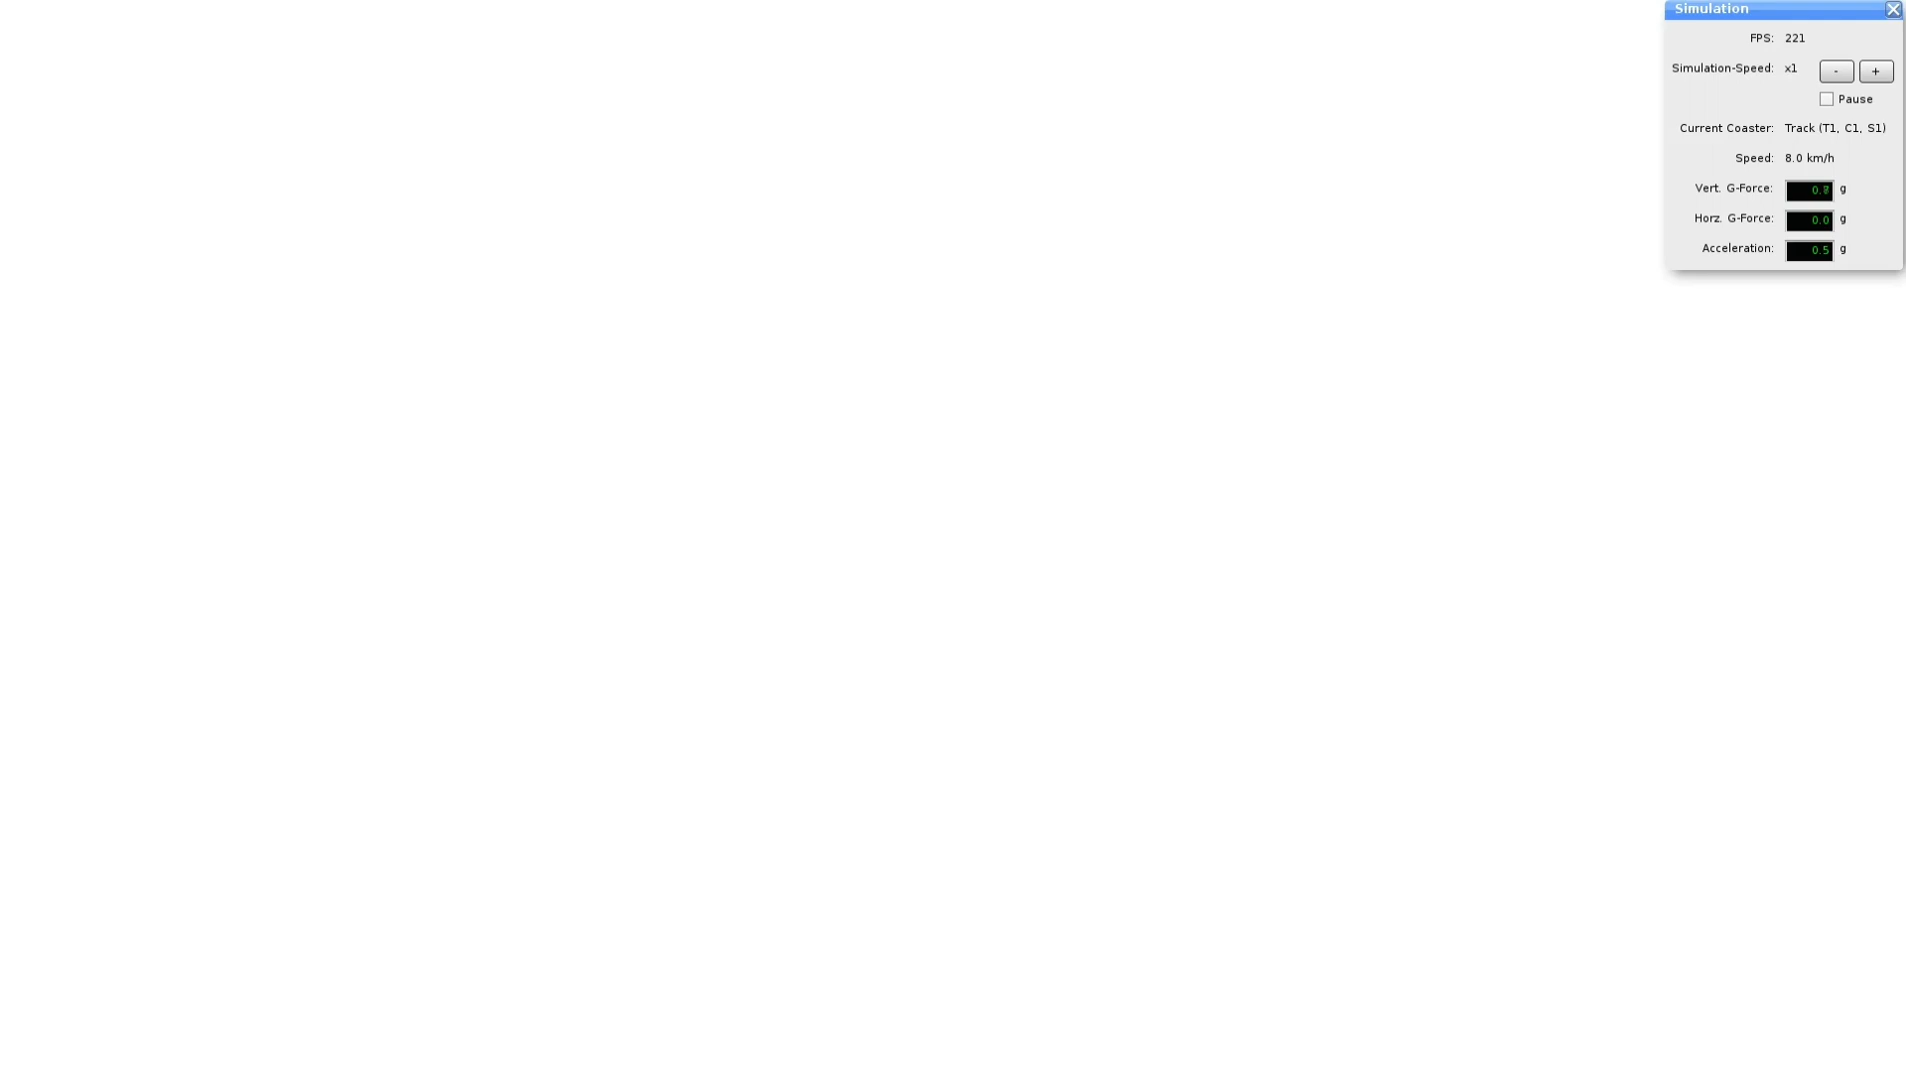 Simulation
FPS: 221
Simulation-Speed: x1 - +
Pause
Current Coaster: Track (T1, C1, S1)
Speed: 8.0 km/h
Vert. G-Force: g
Horz. G-Force: 0.0 g
Acceleration: 0.5 g